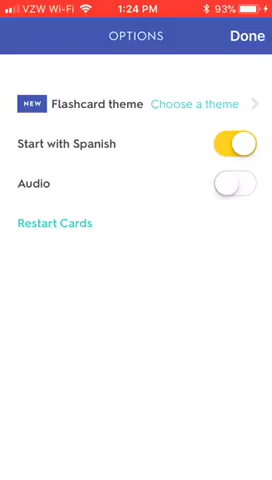 VZW Wi-Fi 1:24 PM 93%
OPTIONS Done
NEW Flashcard theme Choose a theme
Start with Spanish
Audio
Restart Cards